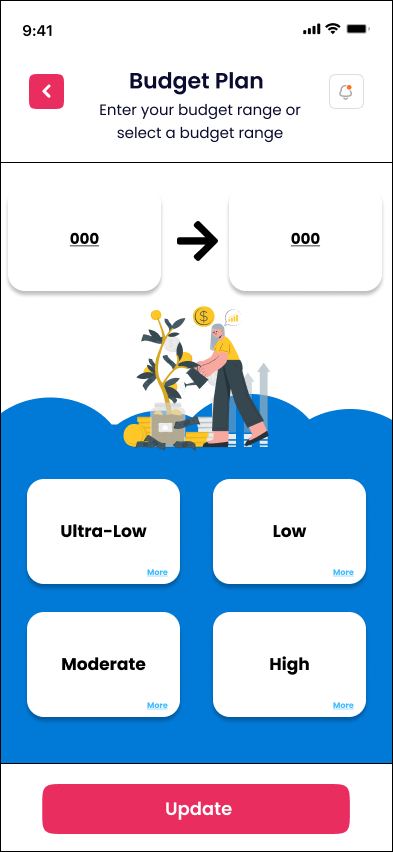 9:41
Budget Plan
Enter your budget range or
select a budget range
000
000
$
Ultra-Low
More
Low
More
Moderate
More
High
More
Update